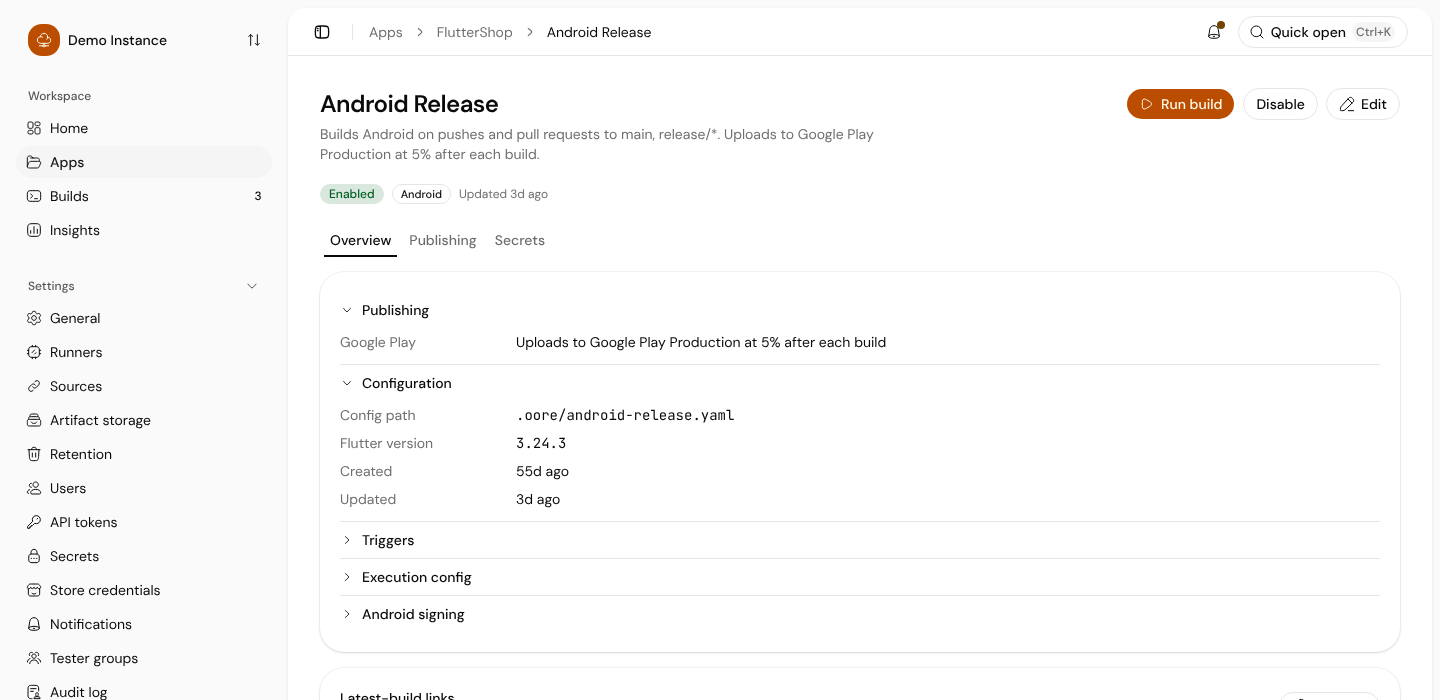 Demo Instance
Workspace
Home
Apps
Builds 3
Insights
Settings
General
Runners
Sources
Artifact storage
Retention
Users
API tokens
Secrets
Store credentials
Notifications
Tester groups
Audit log
Apps > FlutterShop > Android Release
Quick open Ctrl+K
Android Release
Run build Disable Edit
Builds Android on pushes and pull requests to main, release/*. Uploads to Google Play
Production at 5% after each build.
Enabled Android Updated 3d ago
Overview Publishing Secrets
Publishing
Google Play Uploads to Google Play Production at 5% after each build
Configuration
Config path .oore/android-release.yaml
Flutter version 3.24.3
Created 55d ago
Updated 3d ago
Triggers
Execution config
Android signing
Latest-build links